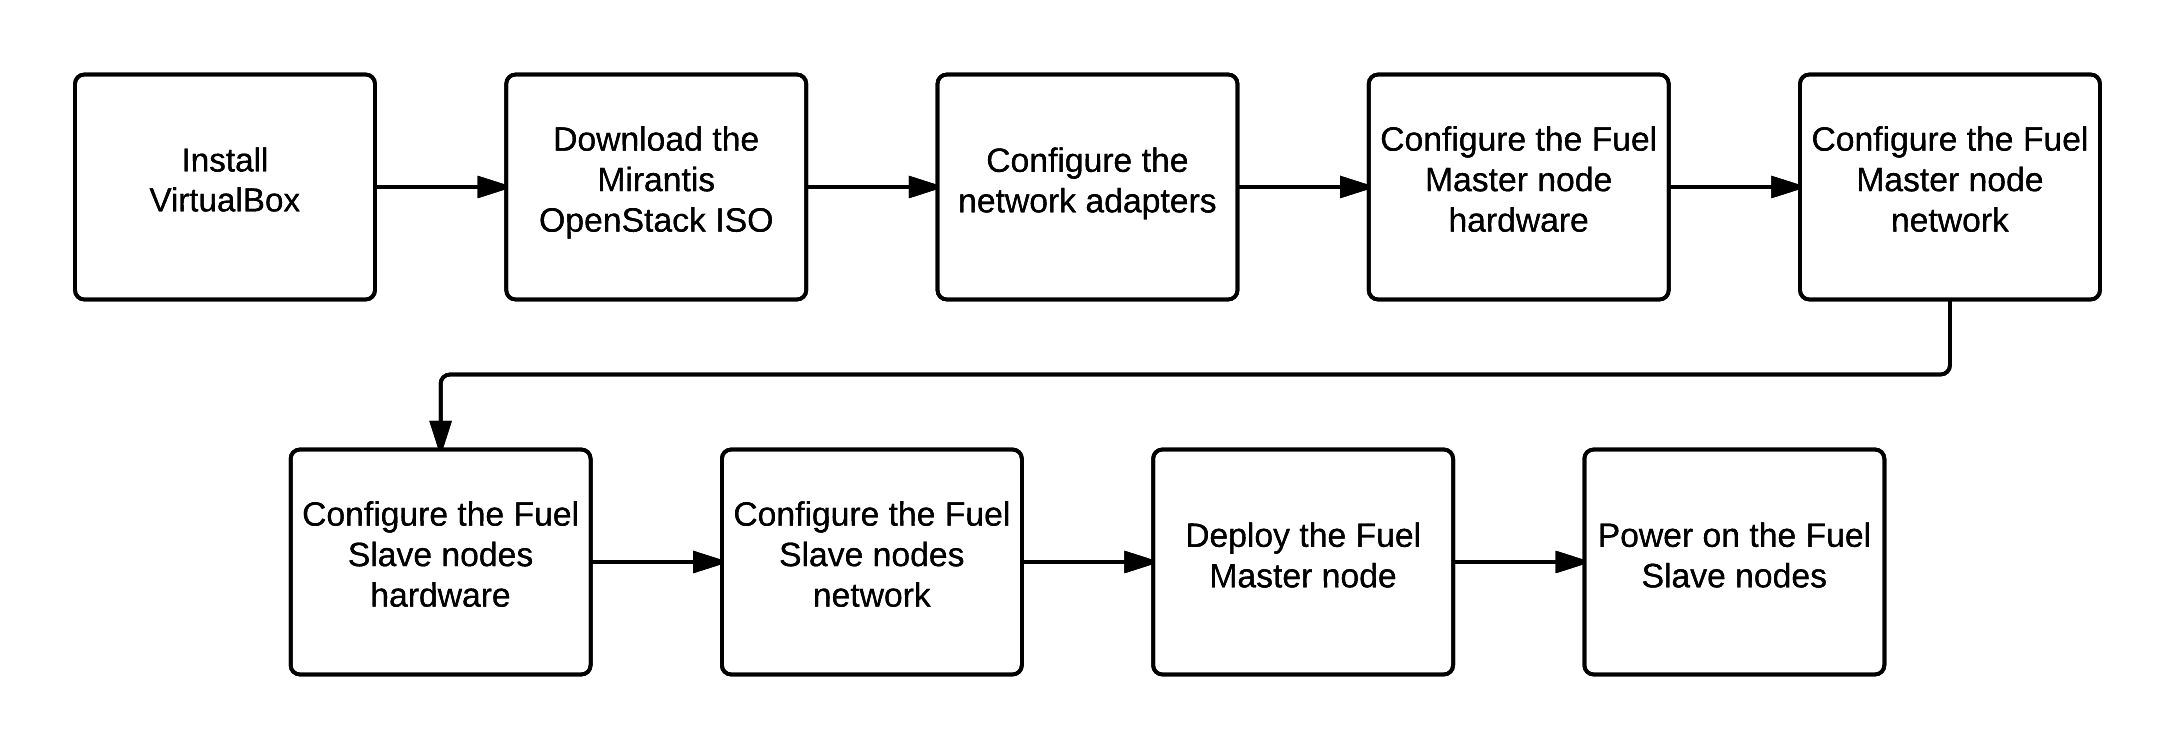 Install
VirtualBox
Download the
Mirantis
OpenStack ISO
Configure the
network adapters
Configure the Fuel
Master node
hardware
Configure the Fuel
Master node
network
Configure the Fuel
Slave nodes
hardware
Configure the Fuel
Slave nodes
network
Deploy the Fuel
Master node
Power on the Fuel
Slave nodes